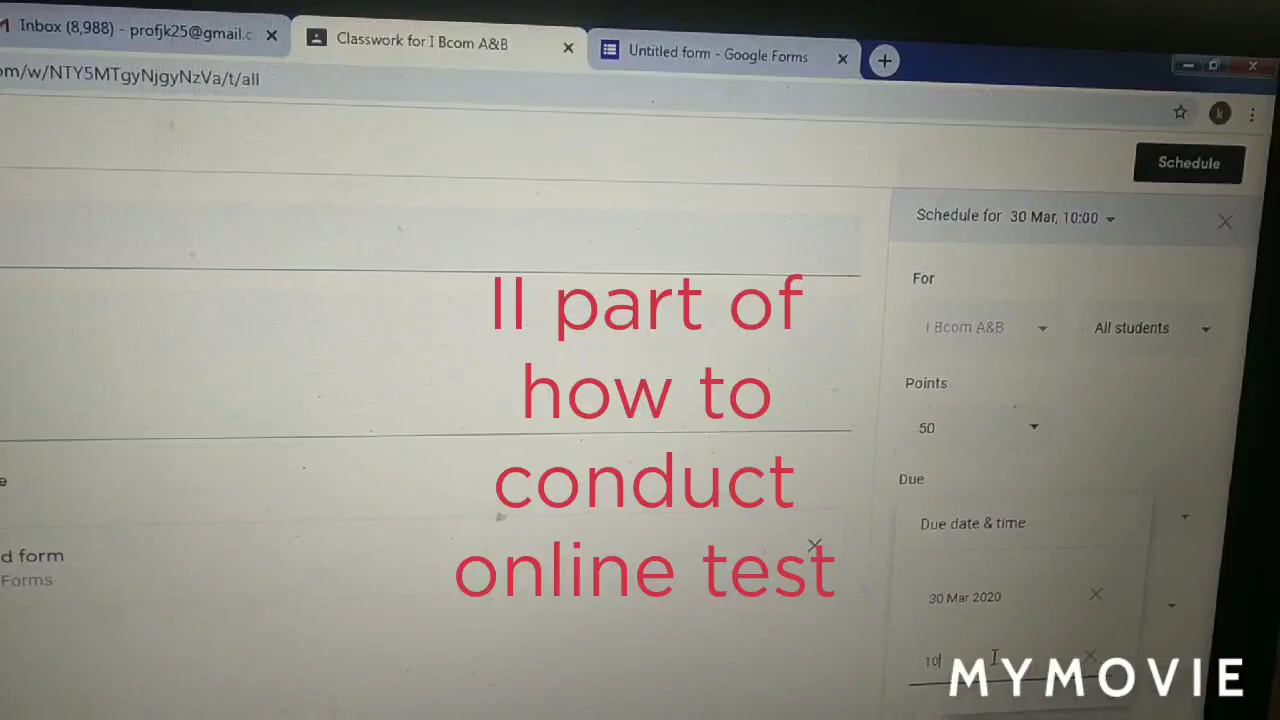 Inbox (8,988) - profjk25@gmail.c
Classwork for I Bcom A&B
Untitled form - Google Forms
om/w/NTY5MTgyNjgyNzVa/t/all
k
Schedule
Schedule for 30 Mar, 10:00
For
I Bcom A&B All students
Points
50
Due
Due date & time
30 Mar 2020
10
e
d form
Forms
II part of
how to
conduct
online test
MYMOVIE